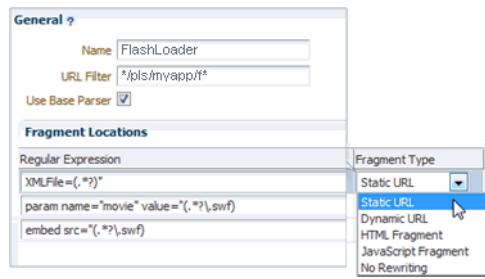 General ?
Name FlashLoader
URL Filter */pls/myapp/f*
Use Base Parser
Fragment Locations
Regular Expression Fragment Type
XMLFile=(.*?)" Static URL
param name="movie" value="(.*?\.swf)
embed src="(.*?\.swf)
Static URL
Dynamic URL
HTML Fragment
JavaScript Fragment
No Rewriting